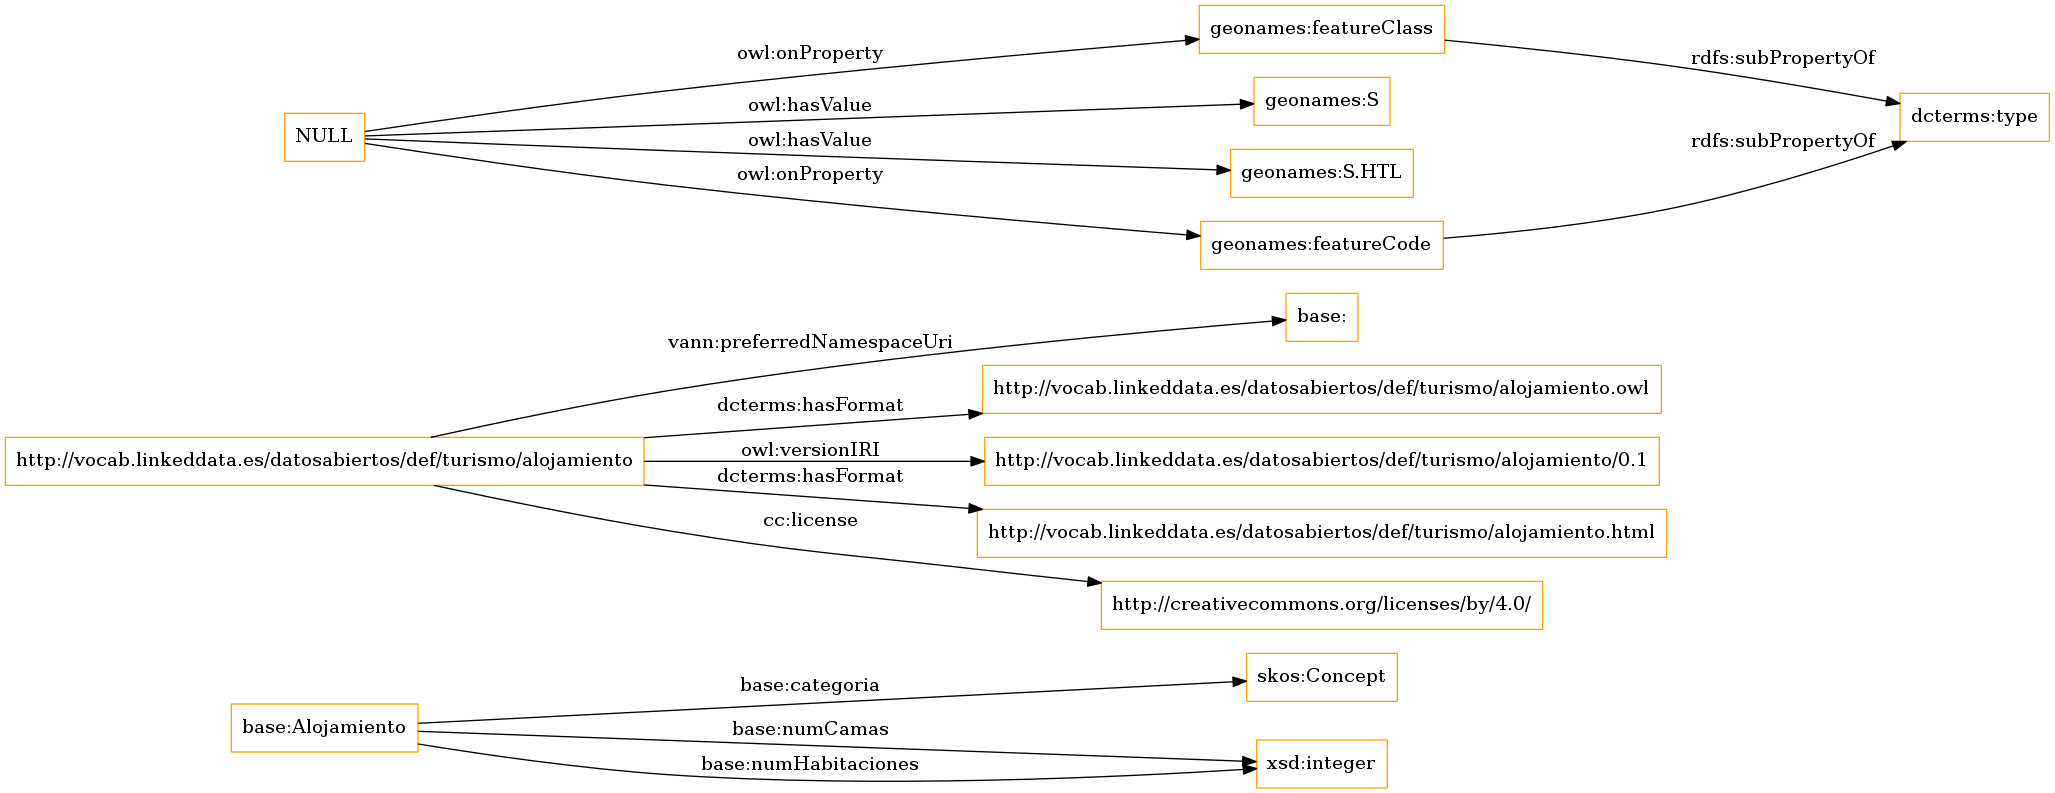 geonames:featureClass
owl:onProperty
rdfs:subPropertyOf
geonames:S
owl:hasValue
dcterms:type
NULL
owl:hasValue
rdfs:subPropertyOf
geonames:S.HTL
owl:onProperty
geonames:featureCode
base:
vann:preferredNamespaceUri
http://vocab.linkeddata.es/datosabiertos/def/turismo/alojamiento.owl
dcterms:hasFormat
owl:versionIRI
http://vocab.linkeddata.es/datosabiertos/def/turismo/alojamiento
http://vocab.linkeddata.es/datosabiertos/def/turismo/alojamiento/0.1
dcterms:hasFormat
cc:license
http://vocab.linkeddata.es/datosabiertos/def/turismo/alojamiento.html
http://creativecommons.org/licenses/by/4.0/
skos:Concept
base:categoria
base:Alojamiento
base:numCamas
base:numHabitaciones
xsd:integer